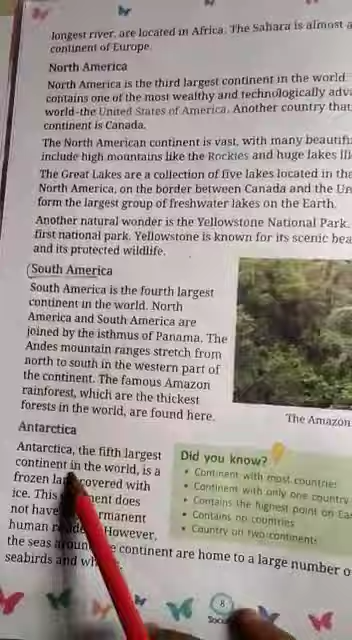 longest river, are located in Africa. The Sahara is almost a
continent of Europe.
North America
North America is the third largest continent in the world.
contains one of the most wealthy and technologically adv
world-the United States of America. Another country that
continent is Canada.
The North American continent is vast, with many beautif
include high mountains like the Rockies and huge lakes li
The Great Lakes are a collection of five lakes located in the
North America, on the border between Canada and the Un
form the largest group of freshwater lakes on the Earth.
Another natural wonder is the Yellowstone National Park.
first national park. Yellowstone is known for its scenic bea
and its protected wildlife.
South America
South America is the fourth largest
continent in the world. North
America and South America are
joined by the isthmus of Panama. The
Andes mountain ranges stretch from
north to south in the western part of
the continent. The famous Amazon
rainforest, which are the thickest
forests in the world, are found here.
The Amazon
Antarctica
Antarctica, the fifth largest
continent in the world, is a
frozen covered with
ice. This does
not have
human However,
the seas continent are home to a large number o
seabirds and
Did you know?
• Continent with most countries
• Continent with only one country
• Contains the highest point on Ea
• Contains no countries
• Country on two continents
8